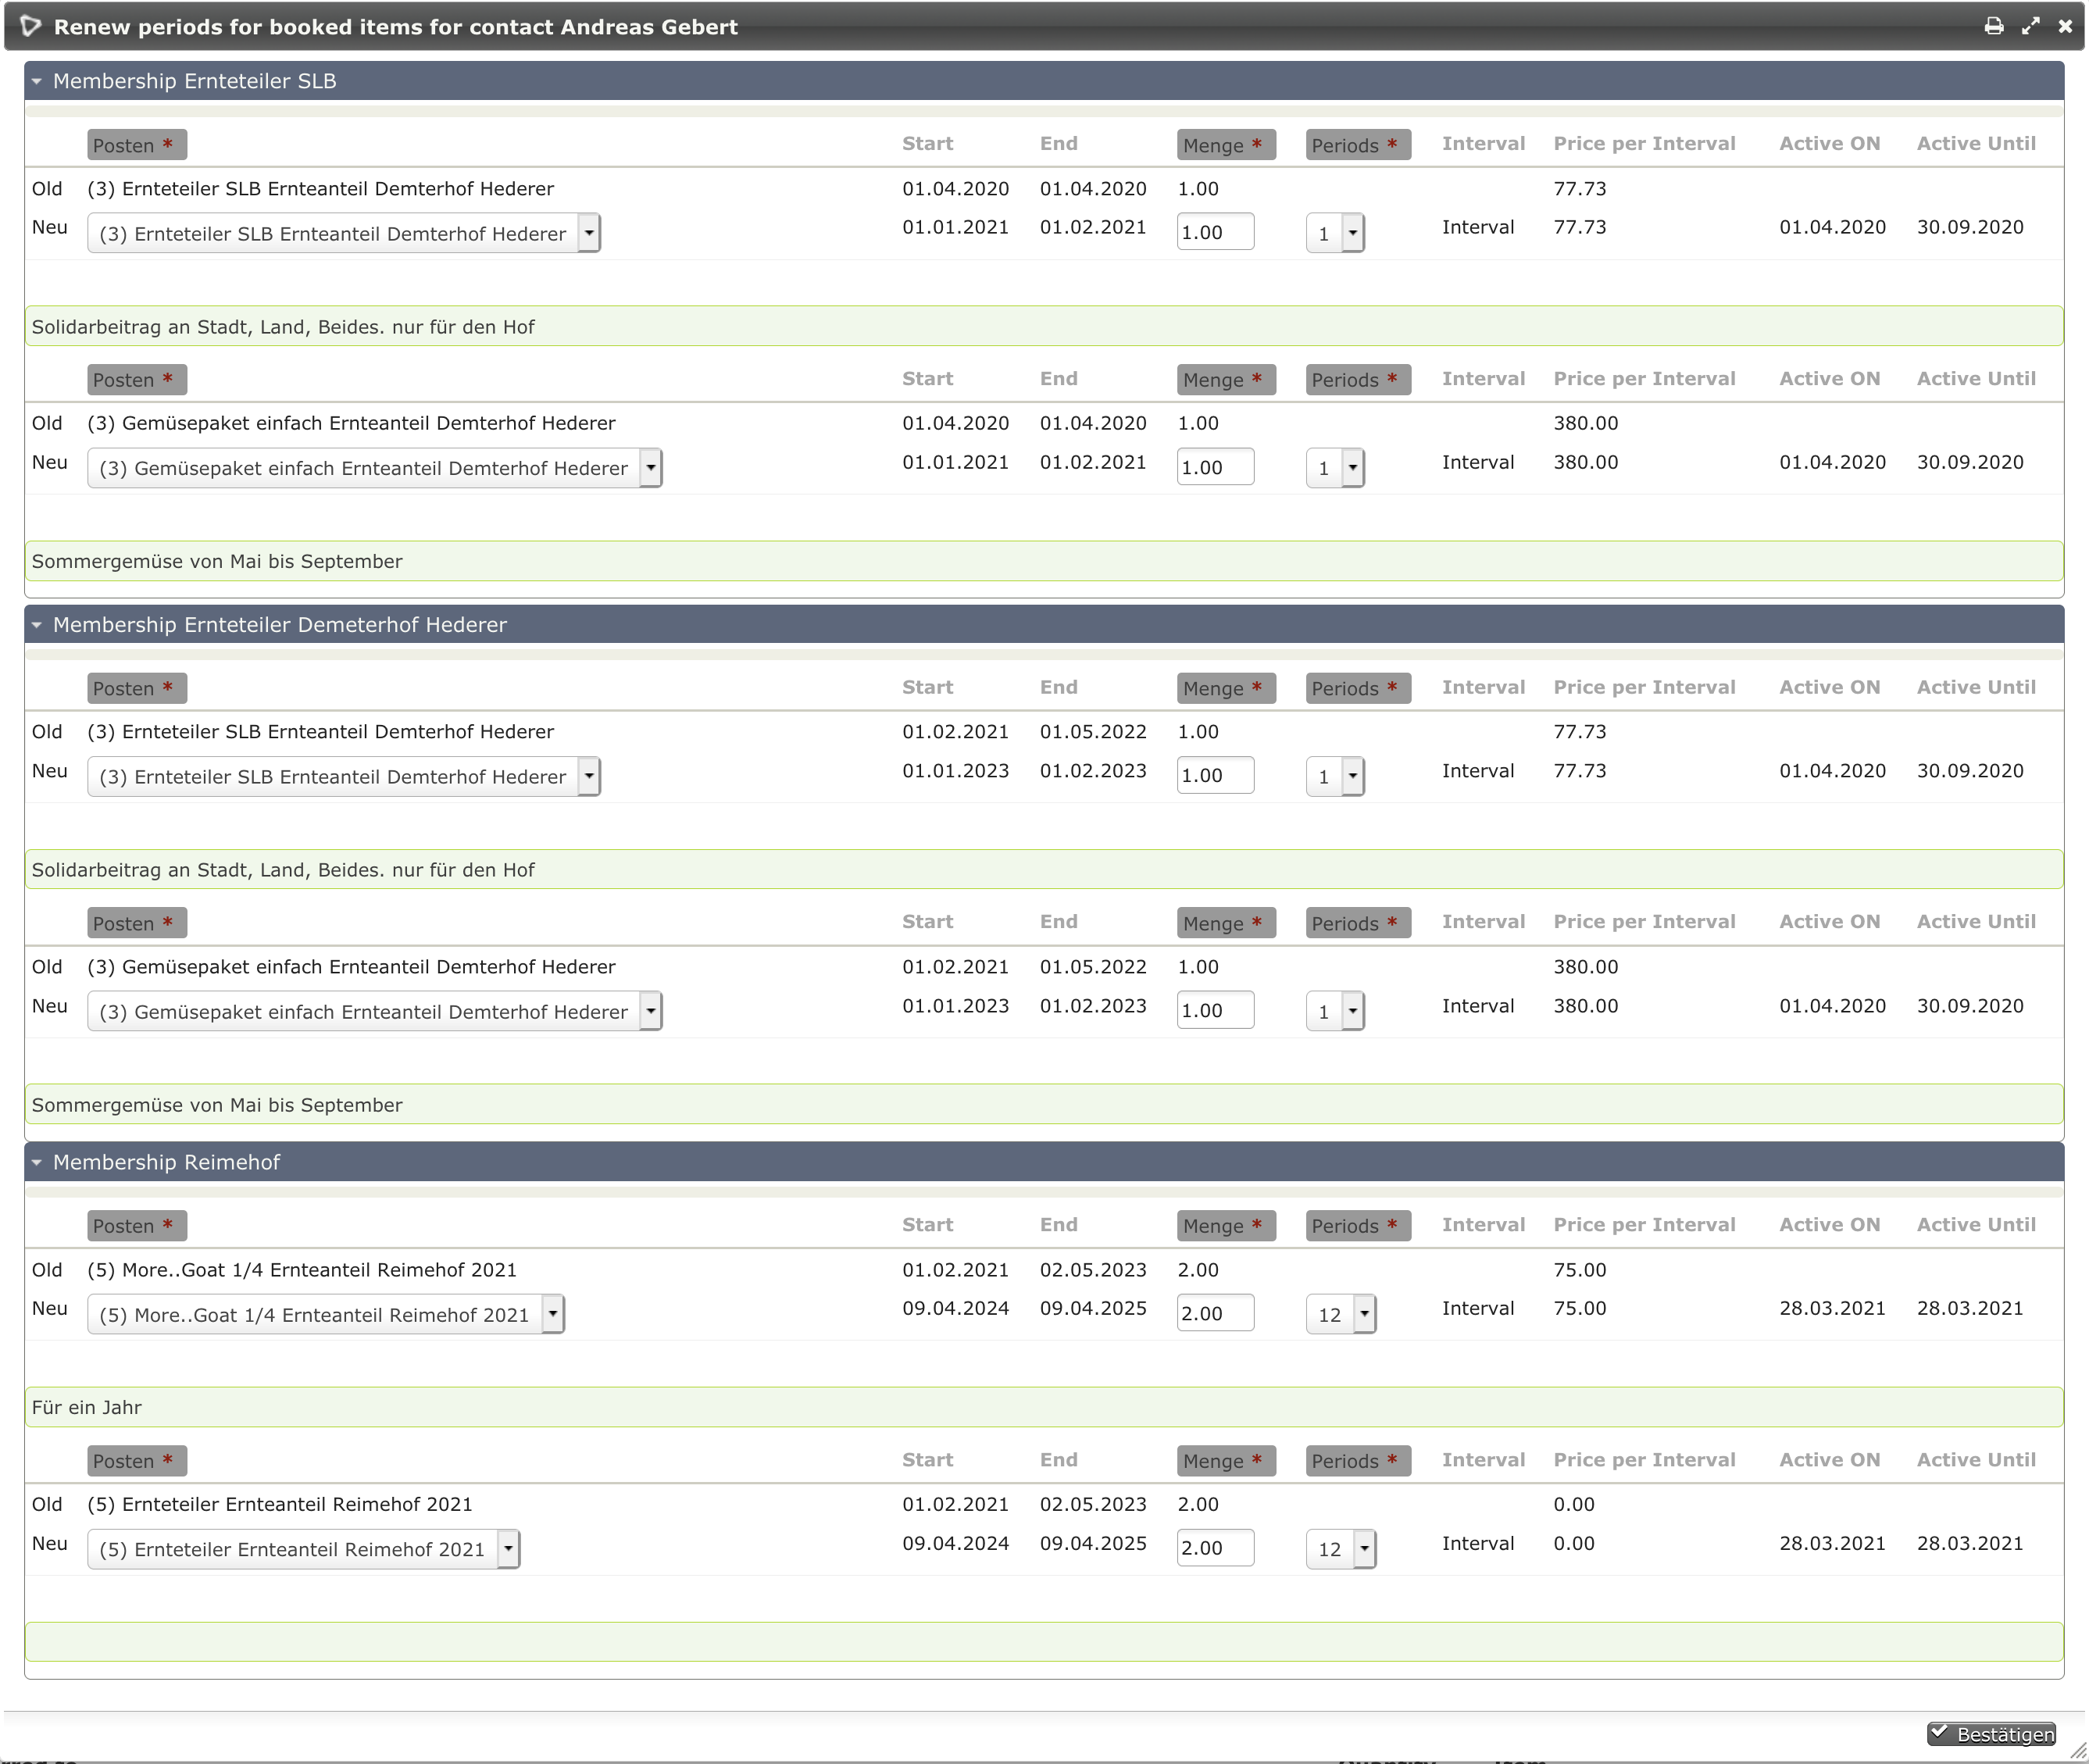 Renew periods for booked items for contact Andreas Gebert
Membership Ernteteiler SLB
Posten * Start End Menge * Periods * Interval Price per Interval Active ON Active Until
Old (3) Ernteteiler SLB Ernteanteil Demterhof Hederer 01.04.2020 01.04.2020 1.00 77.73
Neu (3) Ernteteiler SLB Ernteanteil Demterhof Hederer 01.01.2021 01.02.2021 1.00 1 Interval 77.73 01.04.2020 30.09.2020
Solidarbeitrag an Stadt, Land, Beides. nur für den Hof
Posten * Start End Menge * Periods * Interval Price per Interval Active ON Active Until
Old (3) Gemüsepaket einfach Ernteanteil Demterhof Hederer 01.04.2020 01.04.2020 1.00 380.00
Neu (3) Gemüsepaket einfach Ernteanteil Demterhof Hederer 01.01.2021 01.02.2021 1.00 1 Interval 380.00 01.04.2020 30.09.2020
Sommergemüse von Mai bis September
Membership Ernteteiler Demeterhof Hederer
Posten * Start End Menge * Periods * Interval Price per Interval Active ON Active Until
Old (3) Ernteteiler SLB Ernteanteil Demterhof Hederer 01.02.2021 01.05.2022 1.00 77.73
Neu (3) Ernteteiler SLB Ernteanteil Demterhof Hederer 01.01.2023 01.02.2023 1.00 1 Interval 77.73 01.04.2020 30.09.2020
Solidarbeitrag an Stadt, Land, Beides. nur für den Hof
Posten * Start End Menge * Periods * Interval Price per Interval Active ON Active Until
Old (3) Gemüsepaket einfach Ernteanteil Demterhof Hederer 01.02.2021 01.05.2022 1.00 380.00
Neu (3) Gemüsepaket einfach Ernteanteil Demterhof Hederer 01.01.2023 01.02.2023 1.00 1 Interval 380.00 01.04.2020 30.09.2020
Sommergemüse von Mai bis September
Membership Reimehof
Posten * Start End Menge * Periods * Interval Price per Interval Active ON Active Until
Old (5) More..Goat 1/4 Ernteanteil Reimehof 2021 01.02.2021 02.05.2023 2.00 75.00
Neu (5) More..Goat 1/4 Ernteanteil Reimehof 2021 09.04.2024 09.04.2025 2.00 12 Interval 75.00 28.03.2021 28.03.2021
Für ein Jahr
Posten * Start End Menge * Periods * Interval Price per Interval Active ON Active Until
Old (5) Ernteteiler Ernteanteil Reimehof 2021 01.02.2021 02.05.2023 2.00 0.00
Neu (5) Ernteteiler Ernteanteil Reimehof 2021 09.04.2024 09.04.2025 2.00 12 Interval 0.00 28.03.2021 28.03.2021
Bestätigen